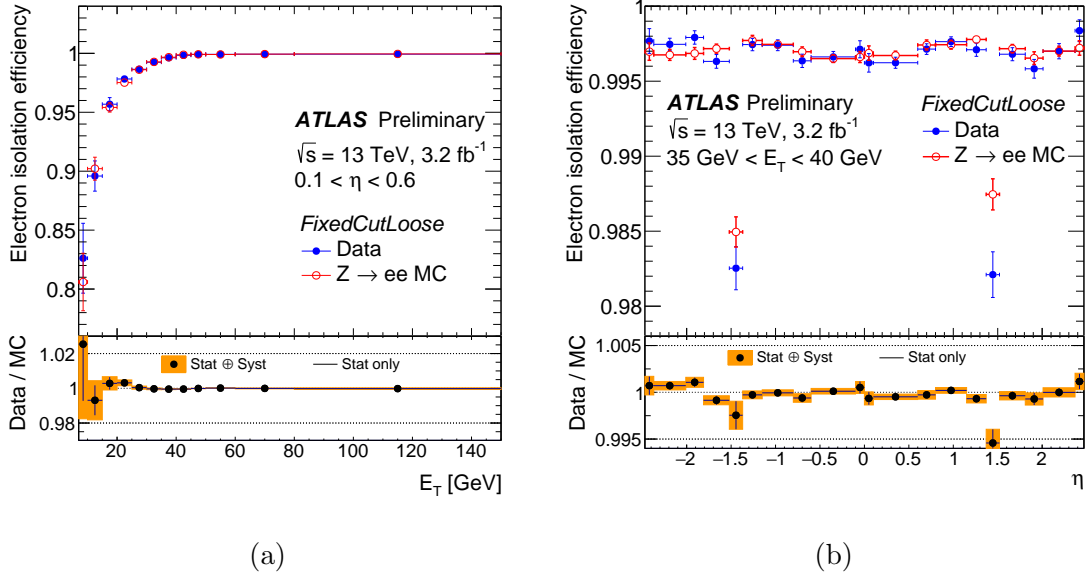 Electron isolation efficiency
1
0.95
0.9
0.85
0.8
ATLAS Preliminary
√s = 13 TeV, 3.2 fb-1
0.1 < η < 0.6
FixedCutLoose
Data
Z → ee MC
Data / MC
1.02
1
0.98
Stat ⊕ Syst
Stat only
20 40 60 80 100 120 140
ET [GeV]
(a)
Electron isolation efficiency
0.995
0.99
0.985
0.98
ATLAS Preliminary
√s = 13 TeV, 3.2 fb-1
35 GeV < ET < 40 GeV
FixedCutLoose
Data
Z → ee MC
Data / MC
1.005
1
0.995
Stat ⊕ Syst
Stat only
−2 −1.5 −1 −0.5 0 0.5 1 1.5 2
η
(b)